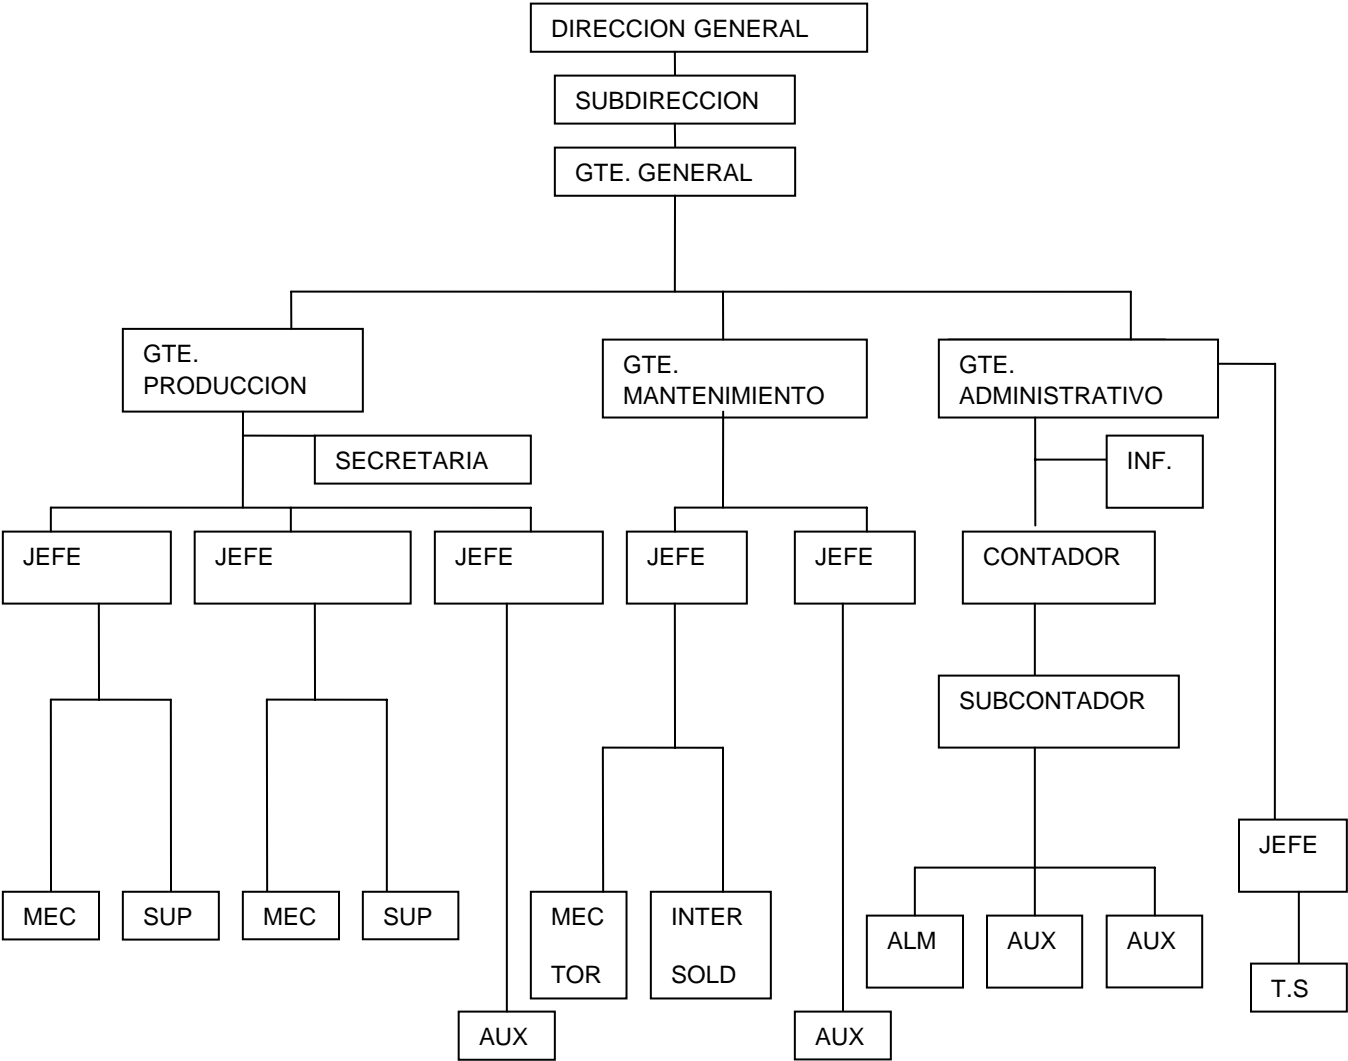 DIRECCION GENERAL
SUBDIRECCION
GTE. GENERAL
GTE.
PRODUCCION
GTE.
MANTENIMIENTO
GTE.
ADMINISTRATIVO
SECRETARIA
INF.
JEFE
JEFE
JEFE
JEFE
JEFE
CONTADOR
SUBCONTADOR
JEFE
MEC
SUP
MEC
SUP
MEC
TOR
INTER
SOLD
ALM
AUX
AUX
T.S
AUX
AUX